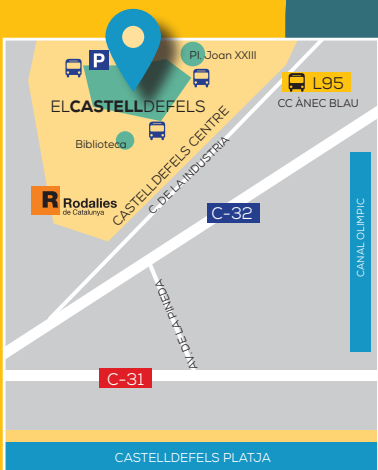 P
Pl. Joan XXIII
L95
CC ÀNEC BLAU
ELCASTELLDEFELS
Biblioteca
CASTELLDEFELS CENTRE
C. DE LA INDUSTRIA
R Rodalies
de Catalunya
C-32
CANAL OLIMPIC
AV. DE LA PINEDA
C-31
CASTELLDEFELS PLATJA